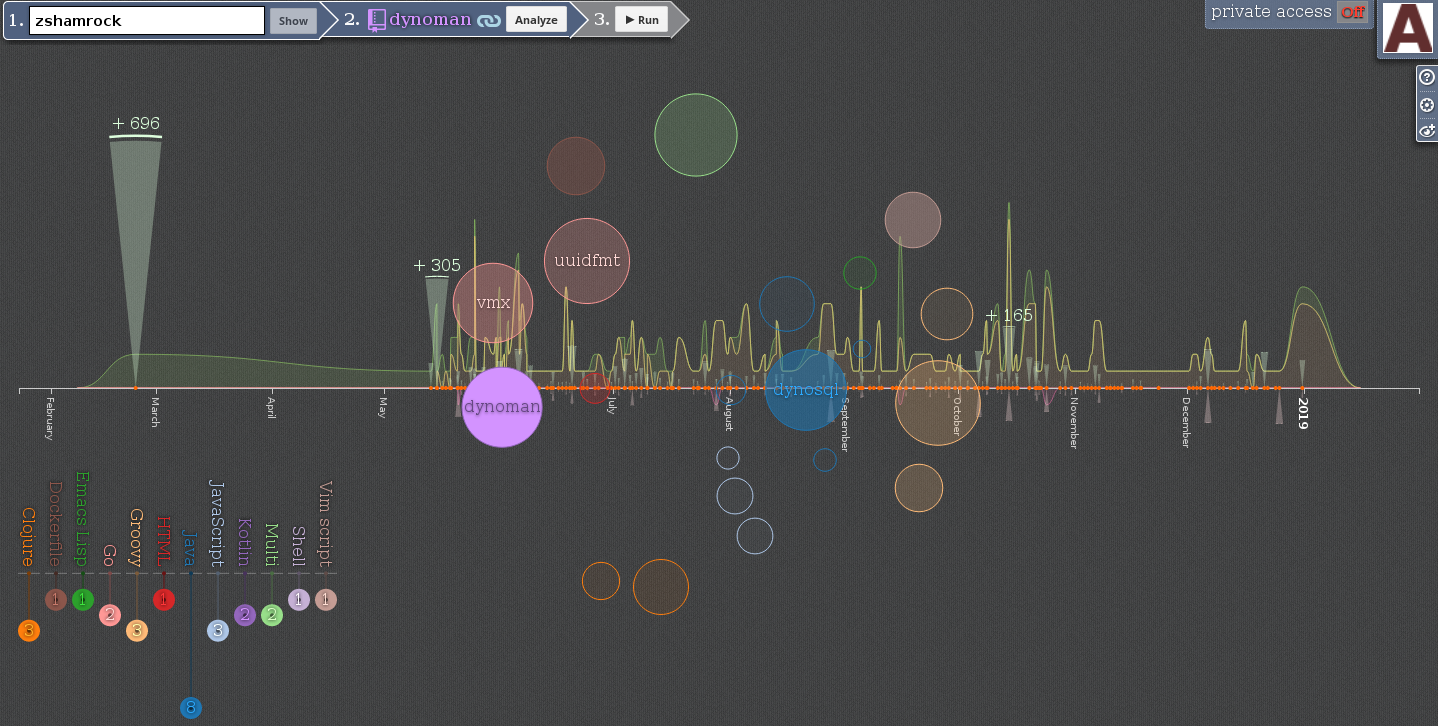 1. zshamrock Show 2. dynoman Analyze 3. Run
private access Off
A
+ 696
+ 305
uuidfmt
vmx
+ 165
dynoman
dynosql
February March April May July August September October November December 2019
Clojure Dockerfile Emacs Lisp Go Groovy HTML Java JavaScript Kotlin Multi Shell Vim script
3 1 1 2 3 1 8 3 2 2 1 1